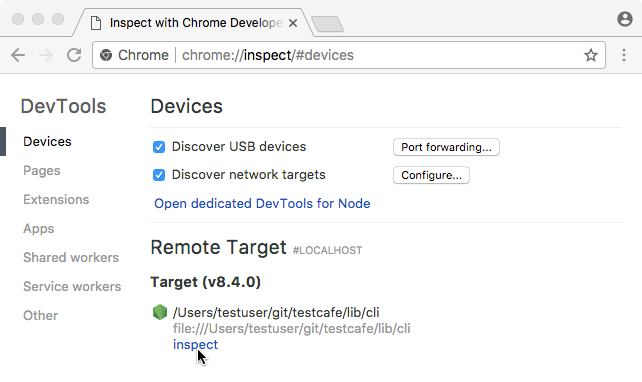 Inspect with Chrome Develope
Chrome chrome://inspect/#devices
DevTools
Devices
Pages
Extensions
Apps
Shared workers
Service workers
Other
Devices
Discover USB devices Port forwarding...
Discover network targets Configure...
Open dedicated DevTools for Node
Remote Target #LOCALHOST
Target (v8.4.0)
/Users/testuser/git/testcafe/lib/cli
file:///Users/testuser/git/testcafe/lib/cli
inspect